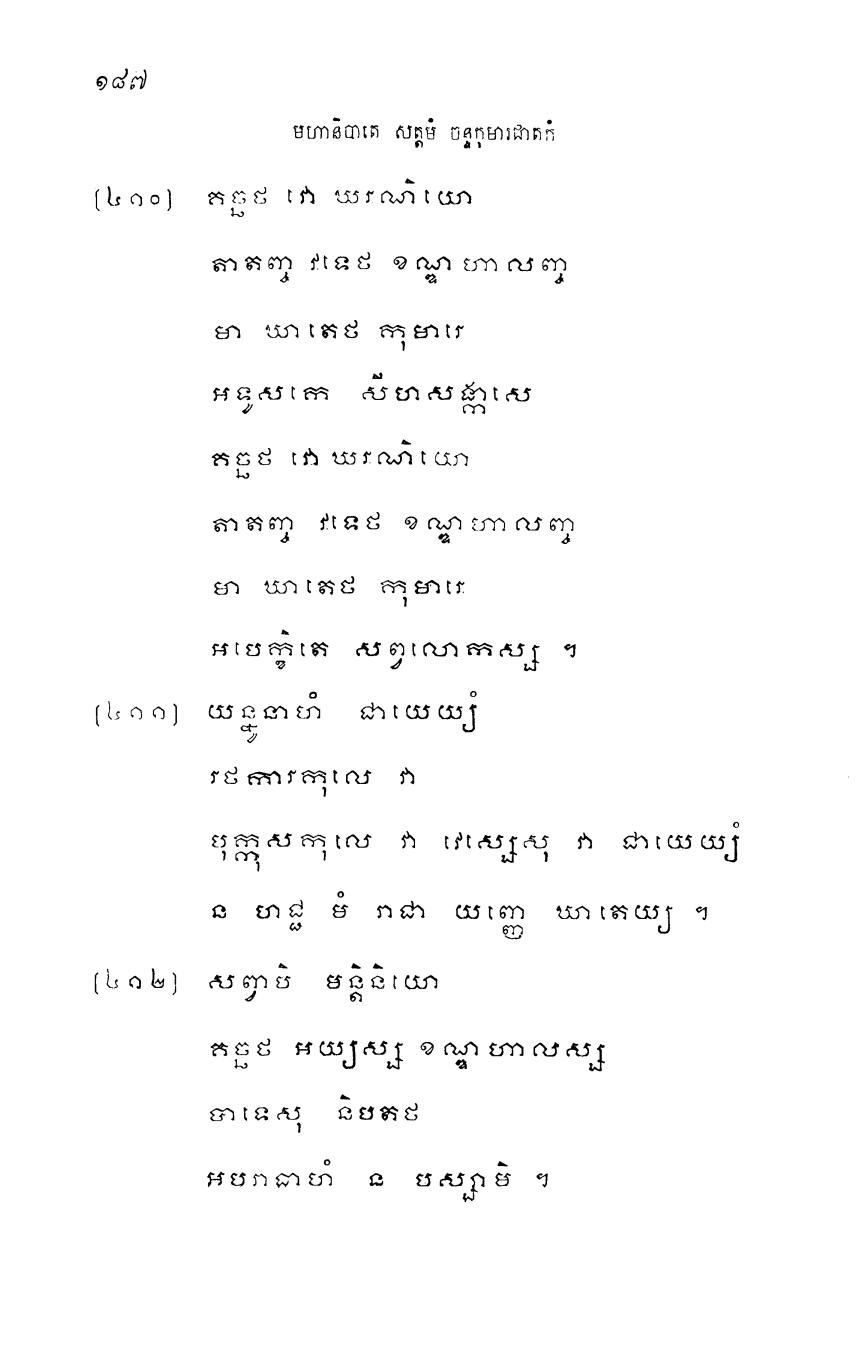 ១៨៧
មហានិបាតេ សត្តមំ ចន្ទកុមារជាតកំ
(៤១០) គច្ឆថ វោ ឃរណិយោ
តាតញ្ច វទេថ ខណ្ឌហាលញ្ច
មា ឃាតេថ កុមារេ
អទូសកេ សីហសង្កាសេ
គច្ឆថ វោ ឃរណិយោ
តាតញ្ច វទេថ ខណ្ឌហាលញ្ច
មា ឃាតេថ កុមារេ
អបេក្ខិតេ សព្វលោកស្ស ។
(៤១១) យន្នូនាហំ ជាយេយ្យំ
រថការកុលេ វា
បុក្កុសកុលេ វា វេស្សេសុ វា ជាយេយ្យំ
ន ហជ្ជ មំ រាជា យញ្ញេ ឃាតេយ្យ ។
(៤១២) សព្វាបិ មន្តិនិយោ
គច្ឆថ អយ្យស្ស ខណ្ឌហាលស្ស
បាទេសុ និបតថ
អបរាធាហំ ន បស្សាមិ ។